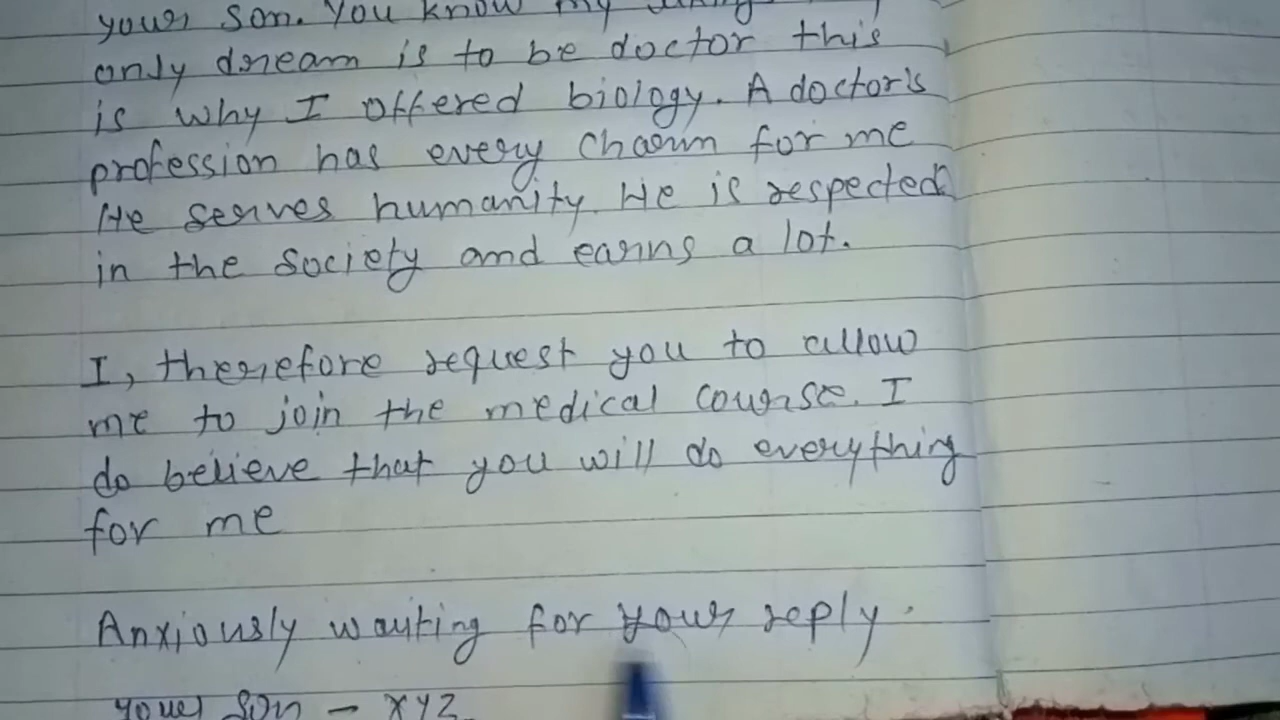 your son. You know my
only dream is to be doctor this
is why I offered biology. A doctor's
profession has every charm for me
He serves humanity. He is respected
in the society and earns a lot.
I, therefore request you to allow
me to join the medical course. I
do believe that you will do everything
for me
Anxiously waiting for your reply.
your son - xyz